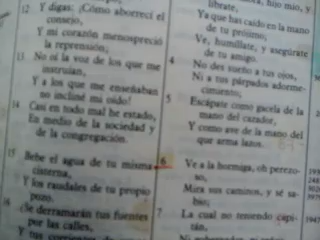 12 Y digas: ¡Cómo aborrecí el
consejo,
Y mi corazón menospreció
la reprensión;
13 No oí la voz de los que me
instruían,
Y a los que me enseñaban
no incliné mi oído!
14 Casi en todo mal he estado,
En medio de la sociedad y
de la congregación.
15 Bebe el agua de tu misma
cisterna,
Y los raudales de tu propio
pozo.
16 ¿Se derramarán tus fuentes
por las calles,
Y tus corrientes de
hijo mío, y
líbrate,
Ya que has caído en la mano
de tu prójimo;
Ve, humíllate, y asegúrate
de tu amigo.
4 No des sueño a tus ojos,
Ni a tus párpados adorme-
cimiento;
5 Escápate como gacela de la
mano del cazador,
Y como ave de la mano del
que arma lazos.
6 Ve a la hormiga, oh perezo-
so,
Mira sus caminos, y sé sa-
bio;
7 La cual no teniendo capi-
tán,